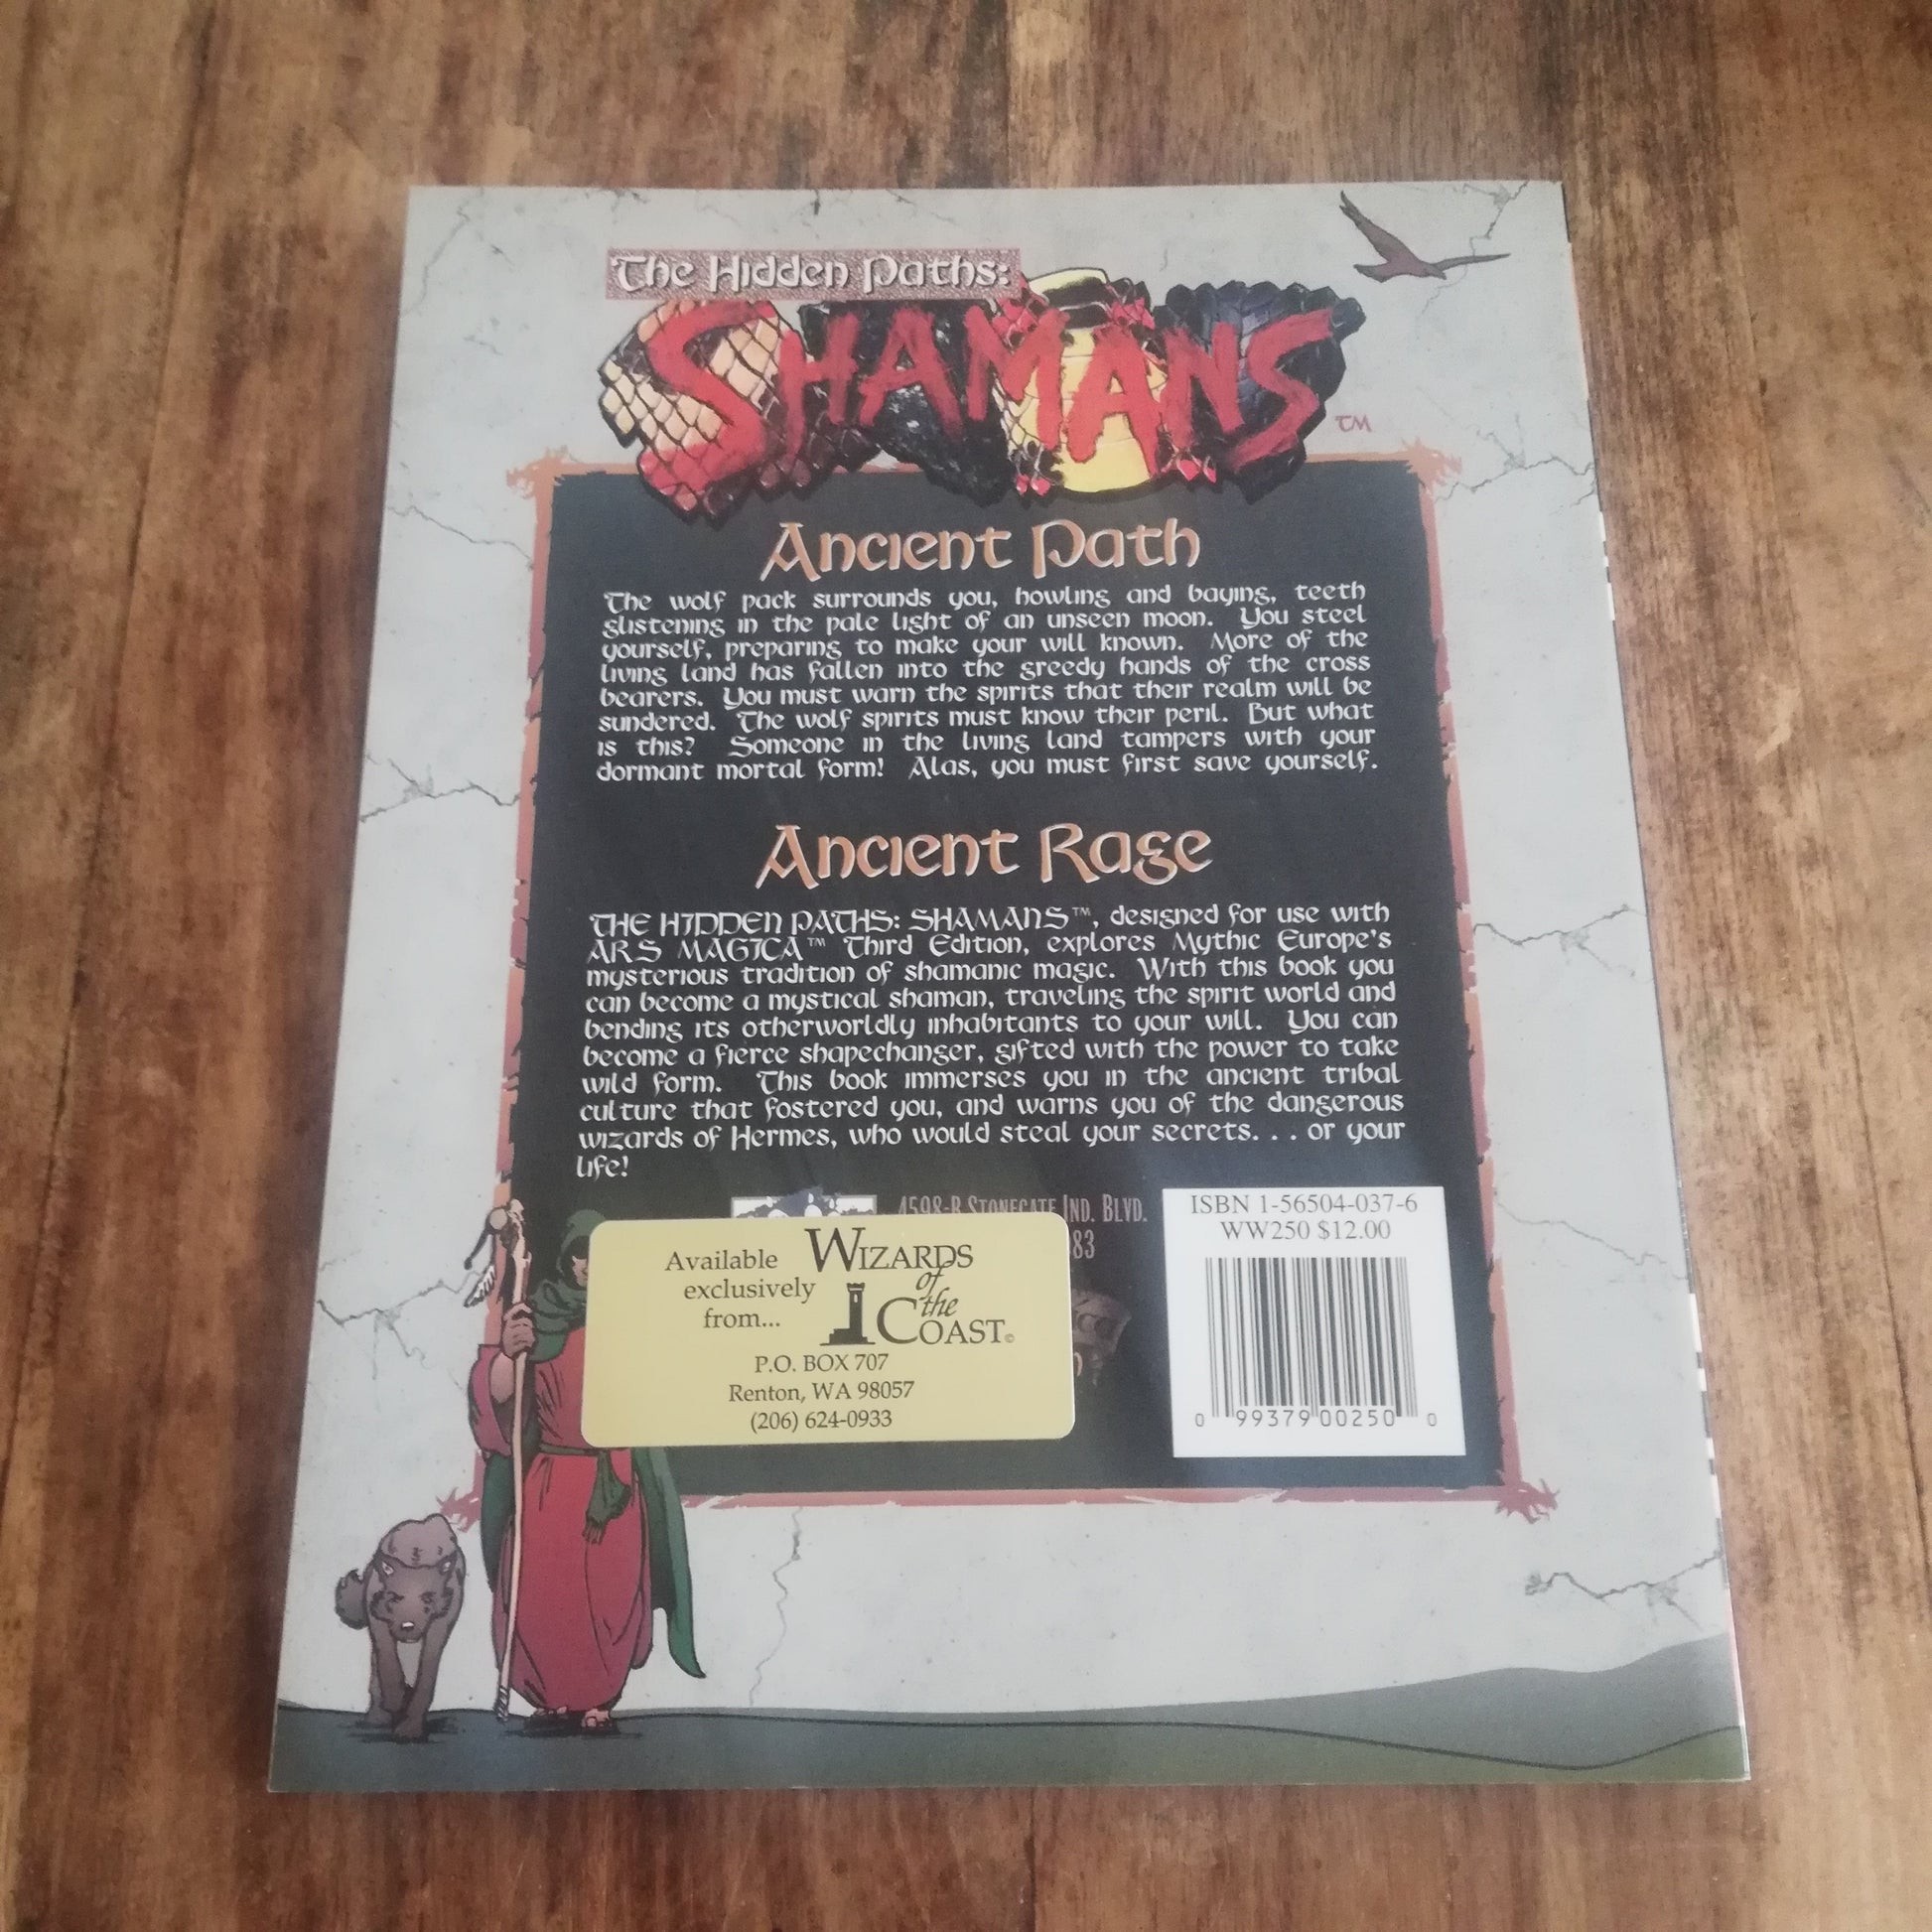 The Hidden Paths:
SHAMANS TM
Ancient Path
The wolf pack surrounds you, howling and baying, teeth
glistening in the pale light of an unseen moon. You steel
yourself, preparing to make your will known. More of the
living land has fallen into the greedy hands of the cross
bearers. You must warn the spirits that their realm will be
sundered. The wolf spirits must know their peril. But what
is this? Someone in the living land tampers with your
dormant mortal form! Alas, you must first save yourself.
Ancient Rage
THE HIDDEN PATHS: SHAMANS™, designed for use with
ARS MAGICA™ Third Edition, explores Mythic Europe's
mysterious tradition of shamanic magic. With this book you
can become a mystical shaman, traveling the spirit world and
bending its otherworldly inhabitants to your will. You can
become a fierce shapechanger, gifted with the power to take
wild form. This book immerses you in the ancient tribal
culture that fostered you, and warns you of the dangerous
wizards of Hermes, who would steal your secrets. . . or your
life!
4598-B STONEGATE IND. BLVD.
83
Available
exclusively
from...
WIZARDS
of
the
COAST©
P.O. BOX 707
Renton, WA 98057
(206) 624-0933
ISBN 1-56504-037-6
WW250 $12.00
0 99379 00250 0